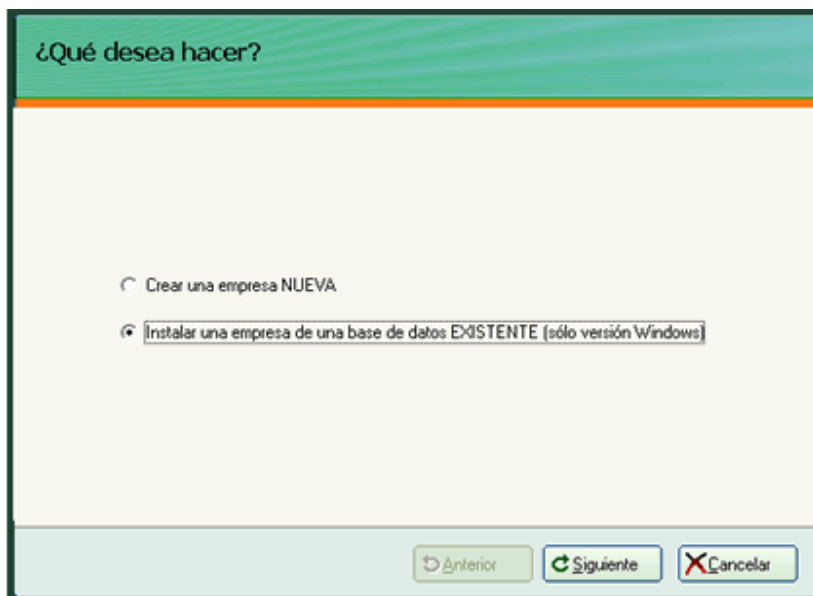 ¿Qué desea hacer?
Crear una empresa NUEVA
Instalar una empresa de una base de datos EXISTENTE (sólo versión Windows)
Anterior
Siguiente
Cancelar